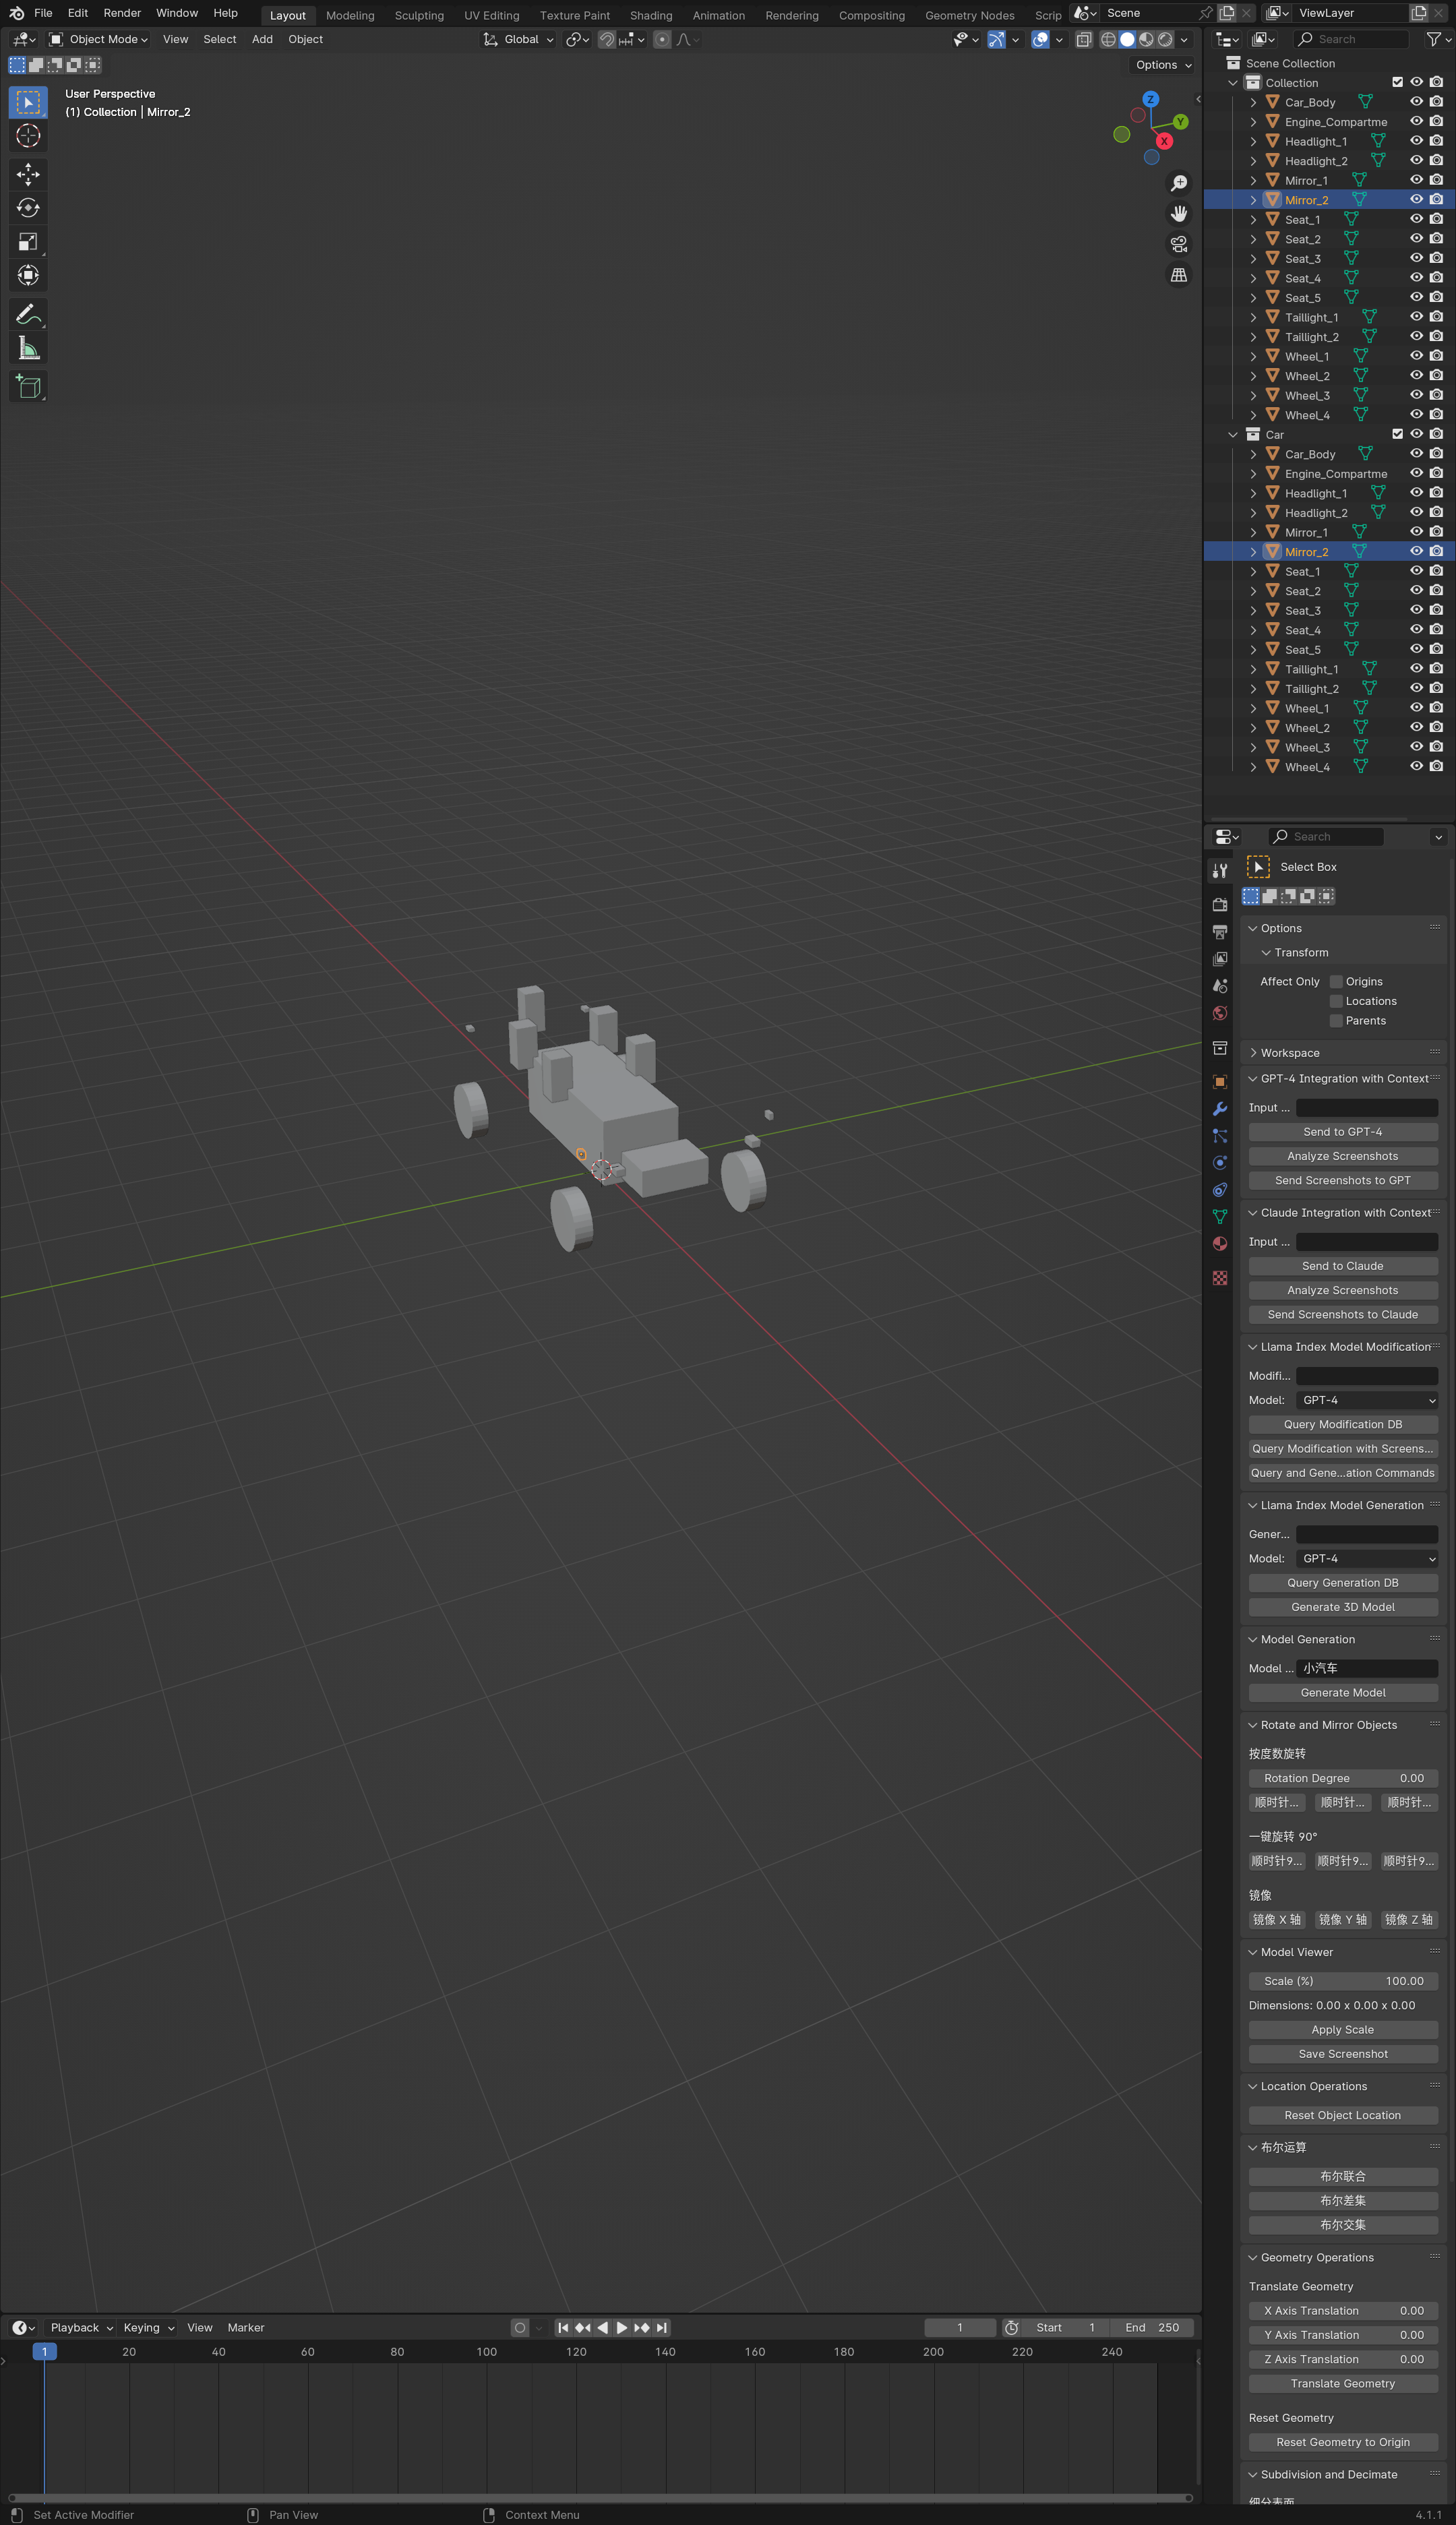 File Edit Render Window Help Layout Modeling Sculpting UV Editing Texture Paint Shading Animation Rendering Compositing Geometry Nodes Scrip Scene ViewLayer
Object Mode View Select Add Object Global Search
Options
User Perspective
(1) Collection | Mirror_2
Z
Y
X
Scene Collection
Collection
Car_Body
Engine_Compartme
Headlight_1
Headlight_2
Mirror_1
Mirror_2
Seat_1
Seat_2
Seat_3
Seat_4
Seat_5
Taillight_1
Taillight_2
Wheel_1
Wheel_2
Wheel_3
Wheel_4
Car
Car_Body
Engine_Compartme
Headlight_1
Headlight_2
Mirror_1
Mirror_2
Seat_1
Seat_2
Seat_3
Seat_4
Seat_5
Taillight_1
Taillight_2
Wheel_1
Wheel_2
Wheel_3
Wheel_4
Search
Select Box
Options
Transform
Affect Only Origins
Locations
Parents
Workspace
GPT-4 Integration with Context
Input ...
Send to GPT-4
Analyze Screenshots
Send Screenshots to GPT
Claude Integration with Context
Input ...
Send to Claude
Analyze Screenshots
Send Screenshots to Claude
Llama Index Model Modification
Modifi...
Model: GPT-4
Query Modification DB
Query Modification with Screens...
Query and Gene...ation Commands
Llama Index Model Generation
Gener...
Model: GPT-4
Query Generation DB
Generate 3D Model
Model Generation
Model ... 小汽车
Generate Model
Rotate and Mirror Objects
按度数旋转
Rotation Degree 0.00
顺时针... 顺时针... 顺时针...
一键旋转 90°
顺时针9... 顺时针9... 顺时针9...
镜像
镜像 X 轴 镜像 Y 轴 镜像 Z 轴
Model Viewer
Scale (%) 100.00
Dimensions: 0.00 x 0.00 x 0.00
Apply Scale
Save Screenshot
Location Operations
Reset Object Location
布尔运算
布尔联合
布尔差集
布尔交集
Geometry Operations
Translate Geometry
X Axis Translation 0.00
Y Axis Translation 0.00
Z Axis Translation 0.00
Translate Geometry
Reset Geometry
Reset Geometry to Origin
Subdivision and Decimate
细分表面
Playback Keying View Marker 1 Start 1 End 250
1 20 40 60 80 100 120 140 160 180 200 220 240
Set Active Modifier Pan View Context Menu 4.1.1